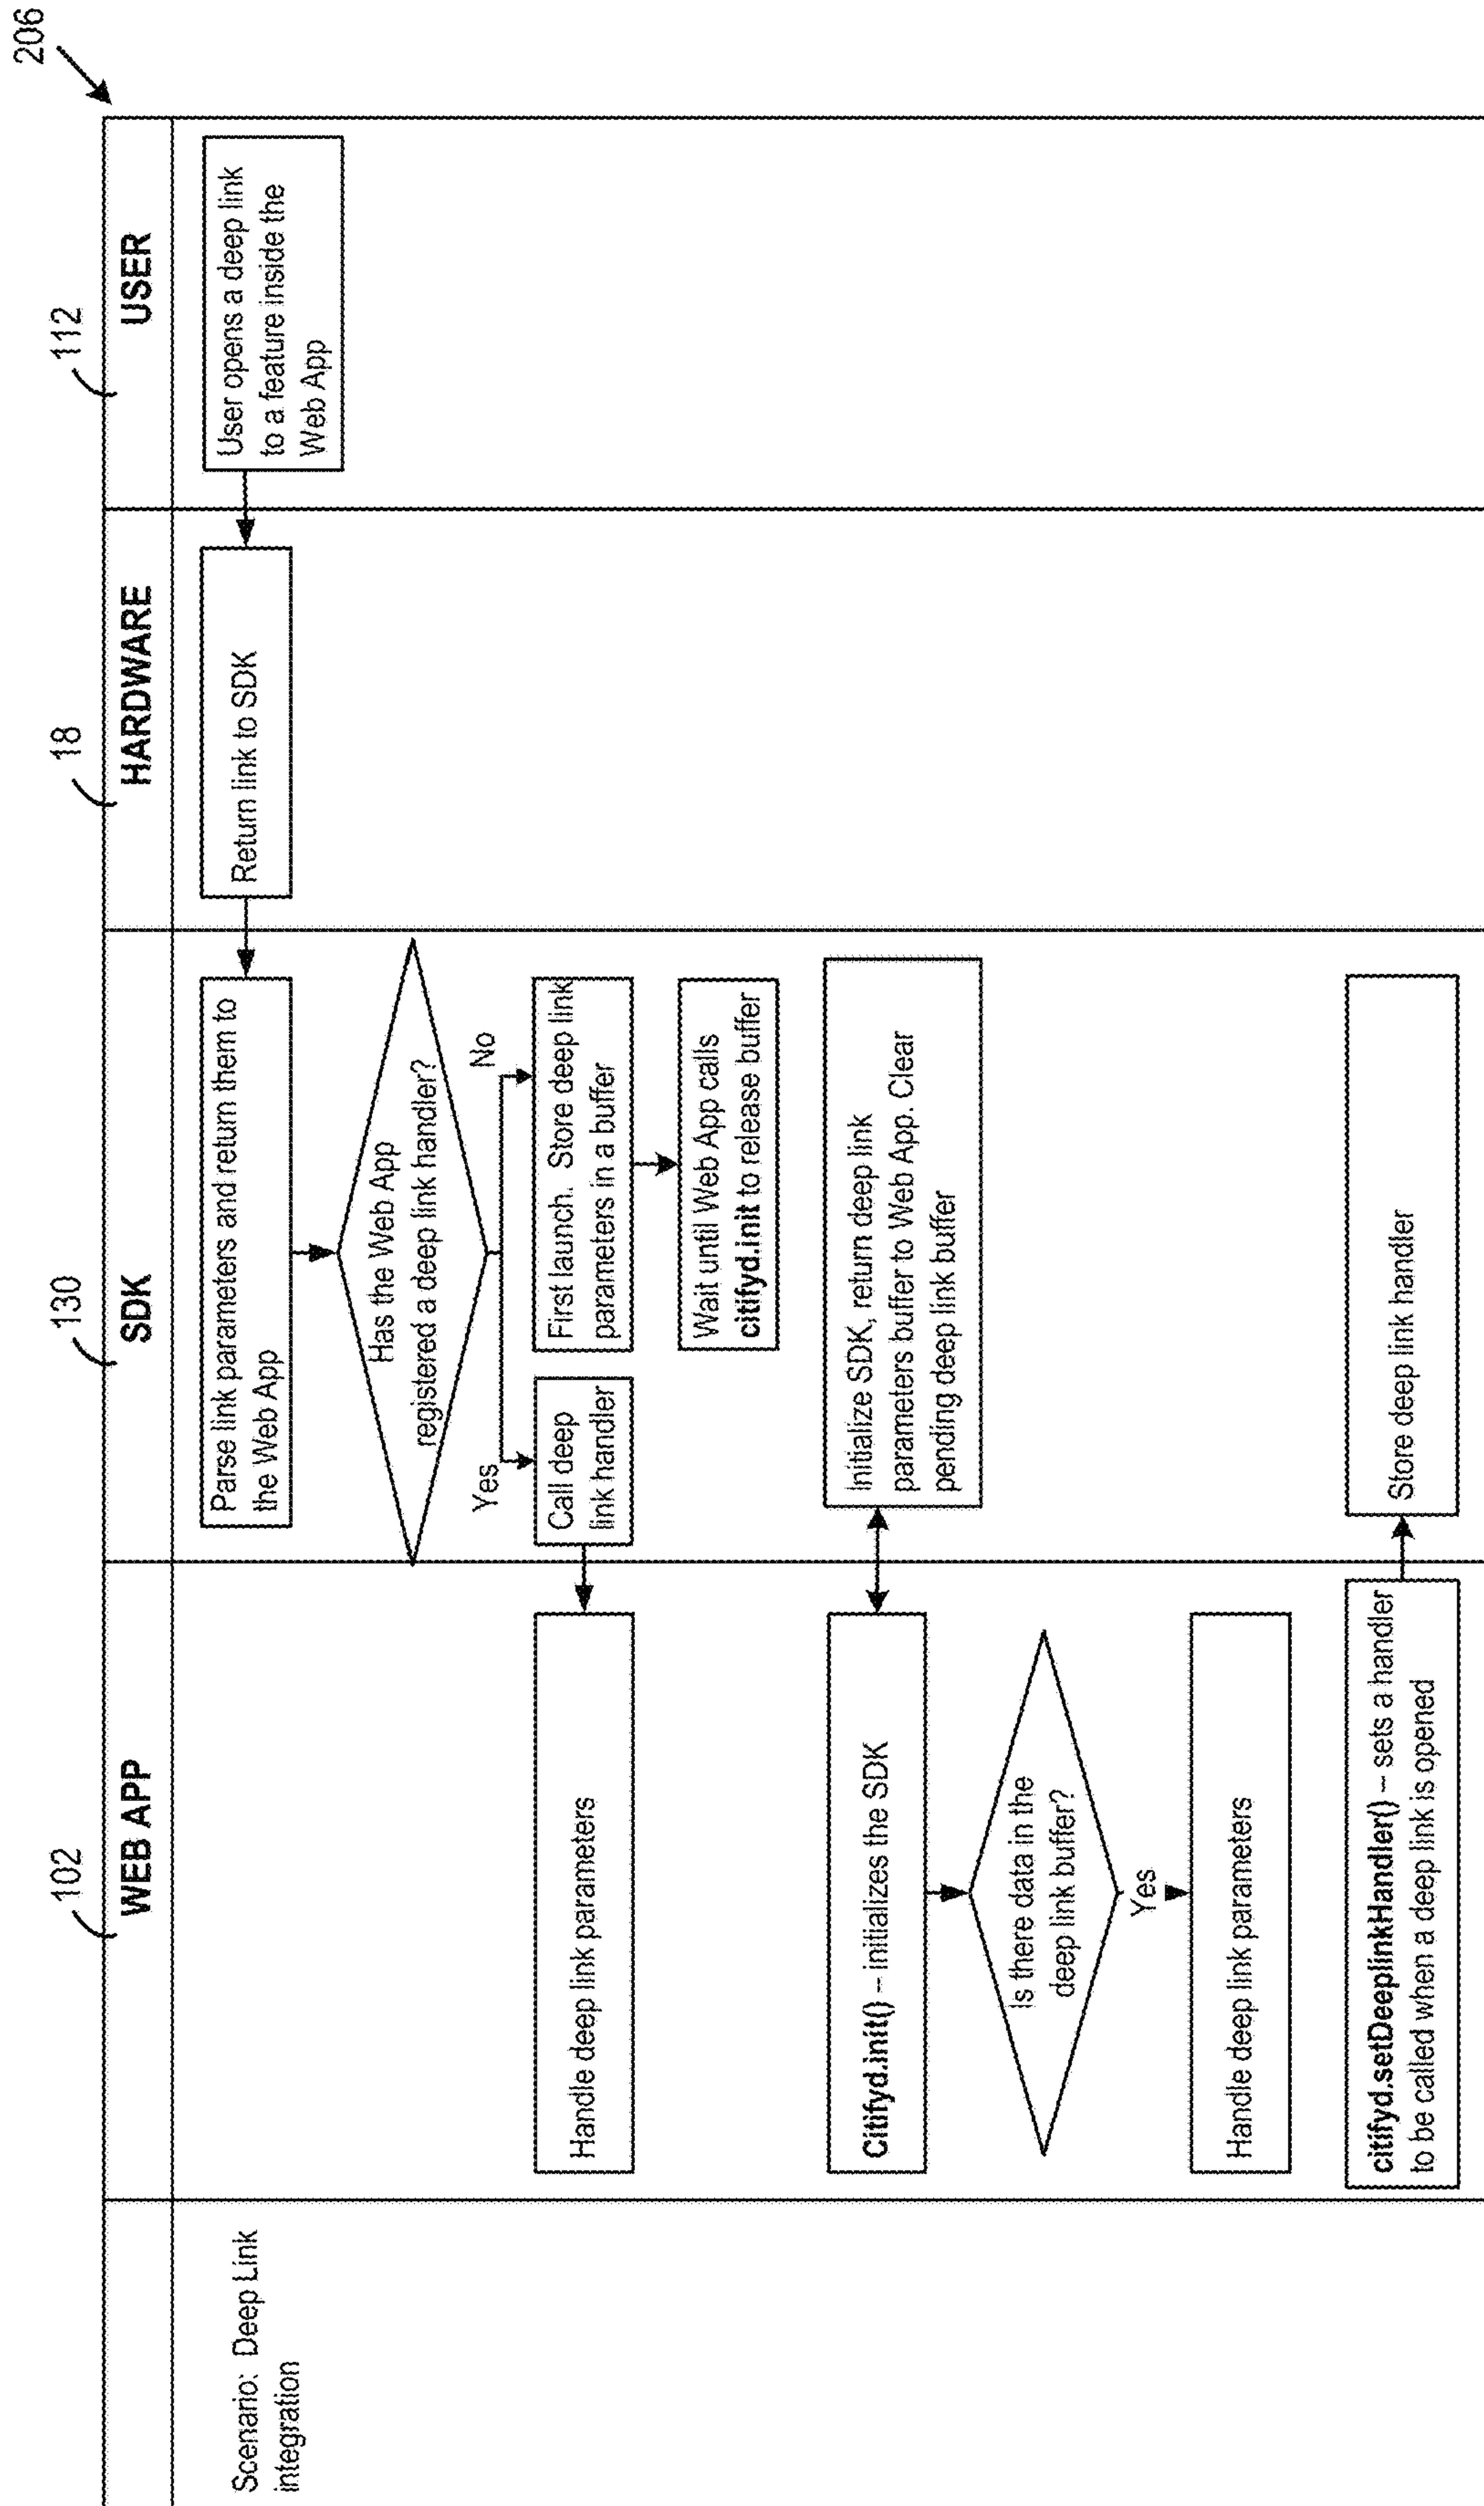 206
102
130
18
112
WEB APP
SDK
HARDWARE
USER
Scenario: Deep Link
integration
User opens a deep link
to a feature inside the
Web App
Return link to SDK
Parse link parameters and return them to
the Web App
Has the Web App
registered a deep link handler?
Yes
No
Call deep
link handler
First launch. Store deep link
parameters in a buffer
Handle deep link parameters
Wait until Web App calls
citifyd.init to release buffer
Citifyd.init() – initializes the SDK
Initialize SDK, return deep link
parameters buffer to Web App. Clear
pending deep link buffer
Is there data in the
deep link buffer?
Yes
Handle deep link parameters
citifyd.setDeeplinkHandler() – sets a handler
to be called when a deep link is opened
Store deep link handler